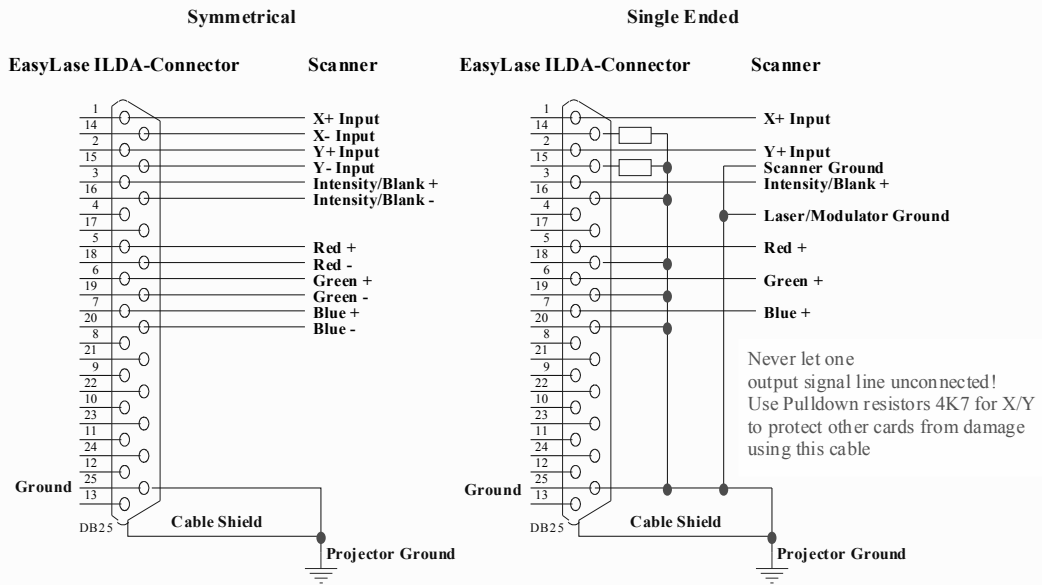 Symmetrical
EasyLase ILDA-Connector Scanner
1
14
2
15
3
16
4
17
5
18
6
19
7
20
8
21
9
22
10
23
11
24
12
25
13
X+ Input
X- Input
Y+ Input
Y- Input
Intensity/Blank +
Intensity/Blank -
Red +
Red -
Green +
Green -
Blue +
Blue -
Ground
DB25
Cable Shield
Projector Ground
Single Ended
EasyLase ILDA-Connector Scanner
1
14
2
15
3
16
4
17
5
18
6
19
7
20
8
21
9
22
10
23
11
24
12
25
13
X+ Input
Y+ Input
Scanner Ground
Intensity/Blank +
Laser/Modulator Ground
Red +
Green +
Blue +
Never let one
output signal line unconnected!
Use Pulldown resistors 4K7 for X/Y
to protect other cards from damage
using this cable
Ground
DB25
Cable Shield
Projector Ground